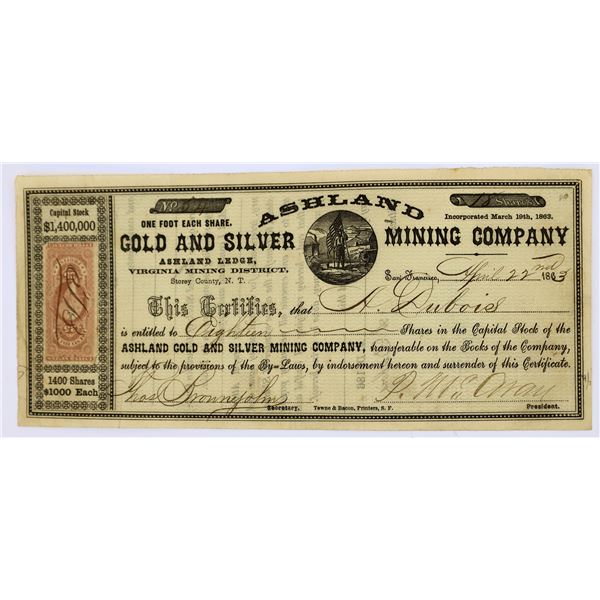 Capital Stock
$1,400,000
1400 Shares
$1000 Each
No.
Shares
ONE FOOT EACH SHARE.
ASHLAND
Incorporated March 19th, 1863.
GOLD AND SILVER MINING COMPANY
ASHLAND LEDGE,
VIRGINIA MINING DISTRICT,
Storey County, N. T.
San Francisco, April 22nd 1863
This Certifies, that A. Dubois
is entitled to Eighteen Shares in the Capital Stock of the
ASHLAND GOLD AND SILVER MINING COMPANY, transferable on the Books of the Company,
subject to the provisions of the By=Laws, by indorsement hereon and surrender of this Certificate.
Secretary. Towne & Bacon, Printers, S. F. President.